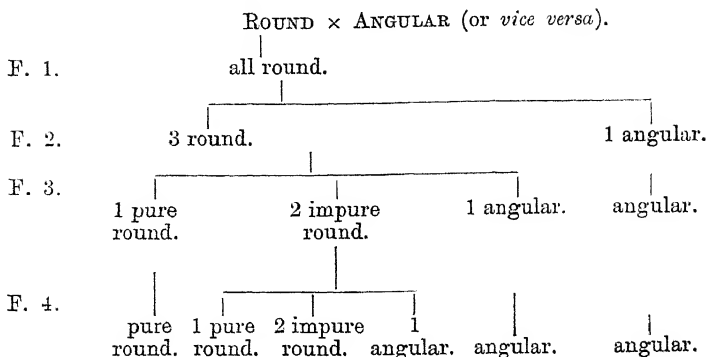 ROUND × ANGULAR (or vice versa).
F. 1. all round.
F. 2. 3 round. 1 angular.
F. 3.
1 pure 2 impure 1 angular. angular.
round. round.
F. 4.
pure 1 pure 2 impure 1
round. round. round. angular. angular. angular.